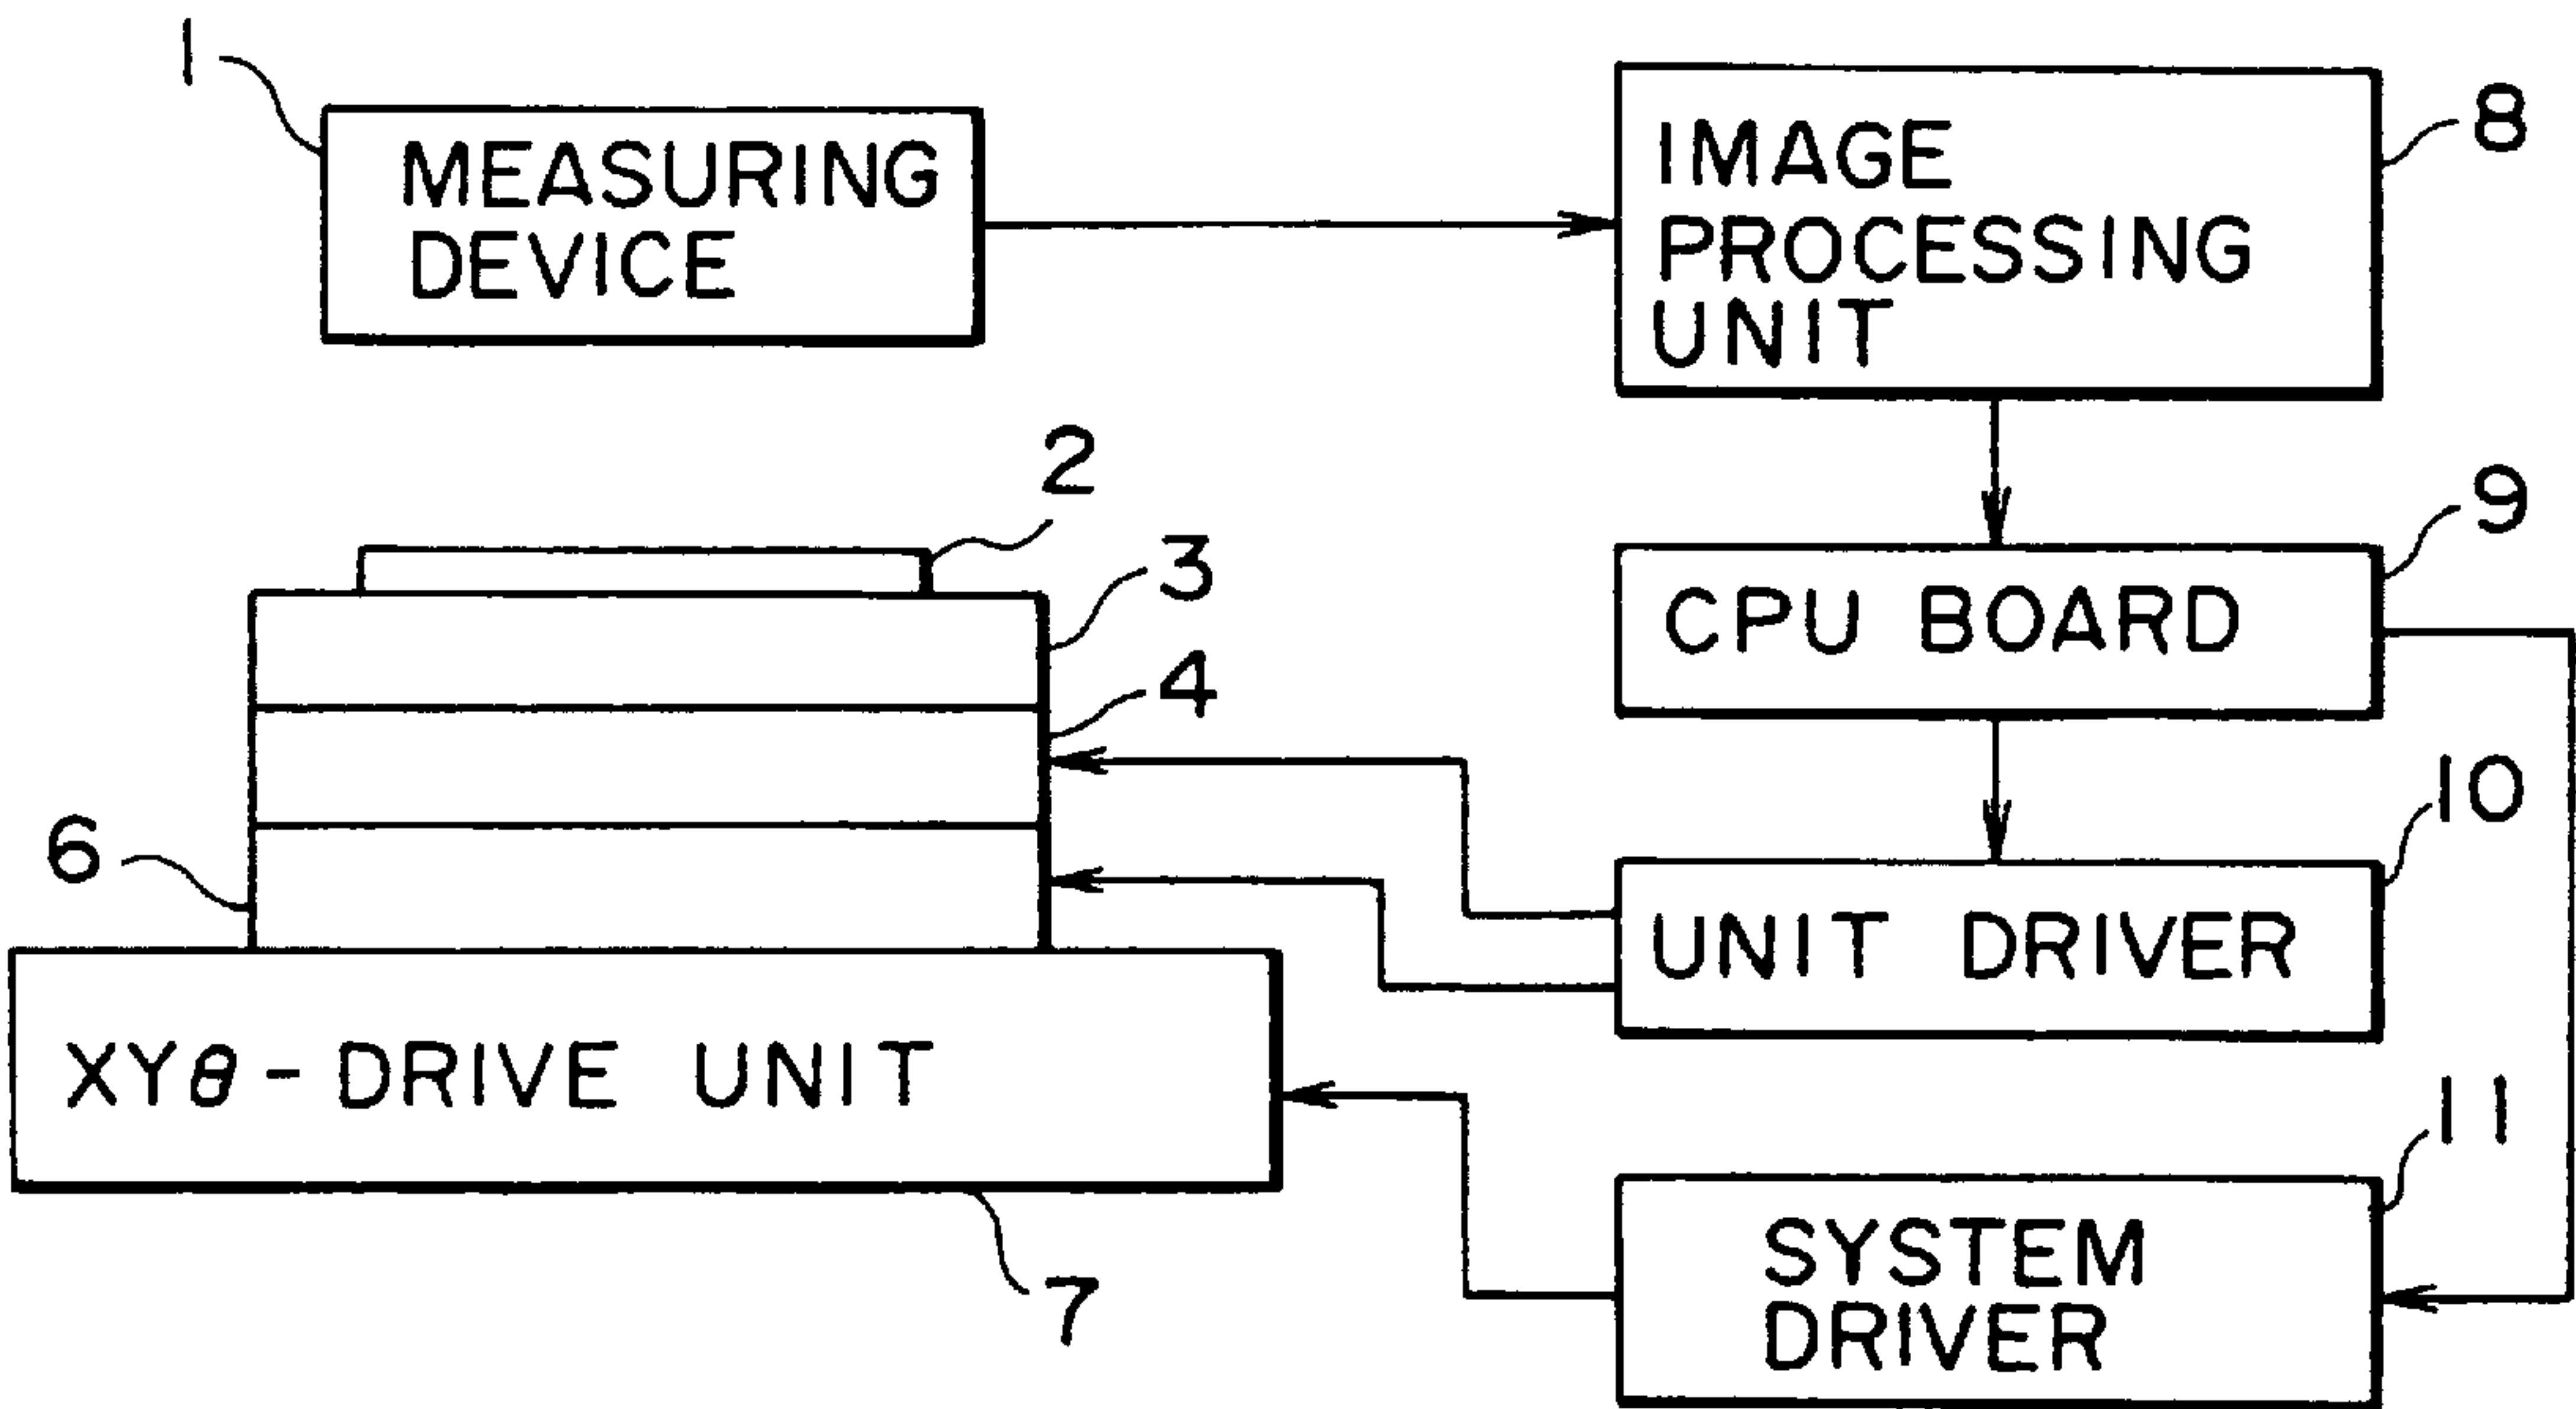 1
MEASURING
DEVICE
IMAGE
PROCESSING
UNIT
8
2
3
4
6
9
CPU BOARD
10
UNIT DRIVER
XYθ - DRIVE UNIT
7
11
SYSTEM
DRIVER